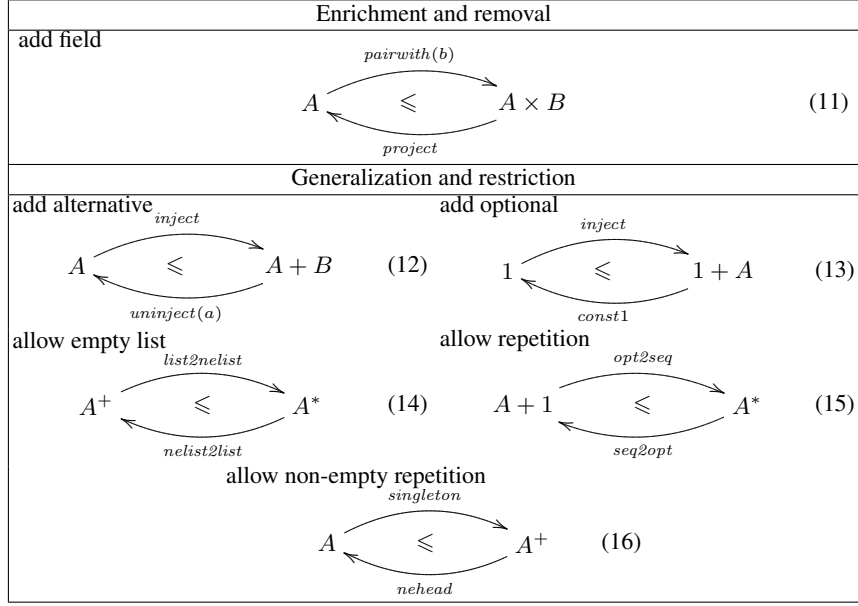 Enrichment and removal
add field
pairwith(b)
A ⩽ A × B (11)
project
Generalization and restriction
add alternative add optional
inject inject
A ⩽ A + B (12) 1 ⩽ 1 + A (13)
uninject(a) const1
allow empty list allow repetition
list2nelist opt2seq
A⁺ ⩽ A* (14) A + 1 ⩽ A* (15)
nelist2list seq2opt
allow non-empty repetition
singleton
A ⩽ A⁺ (16)
nehead